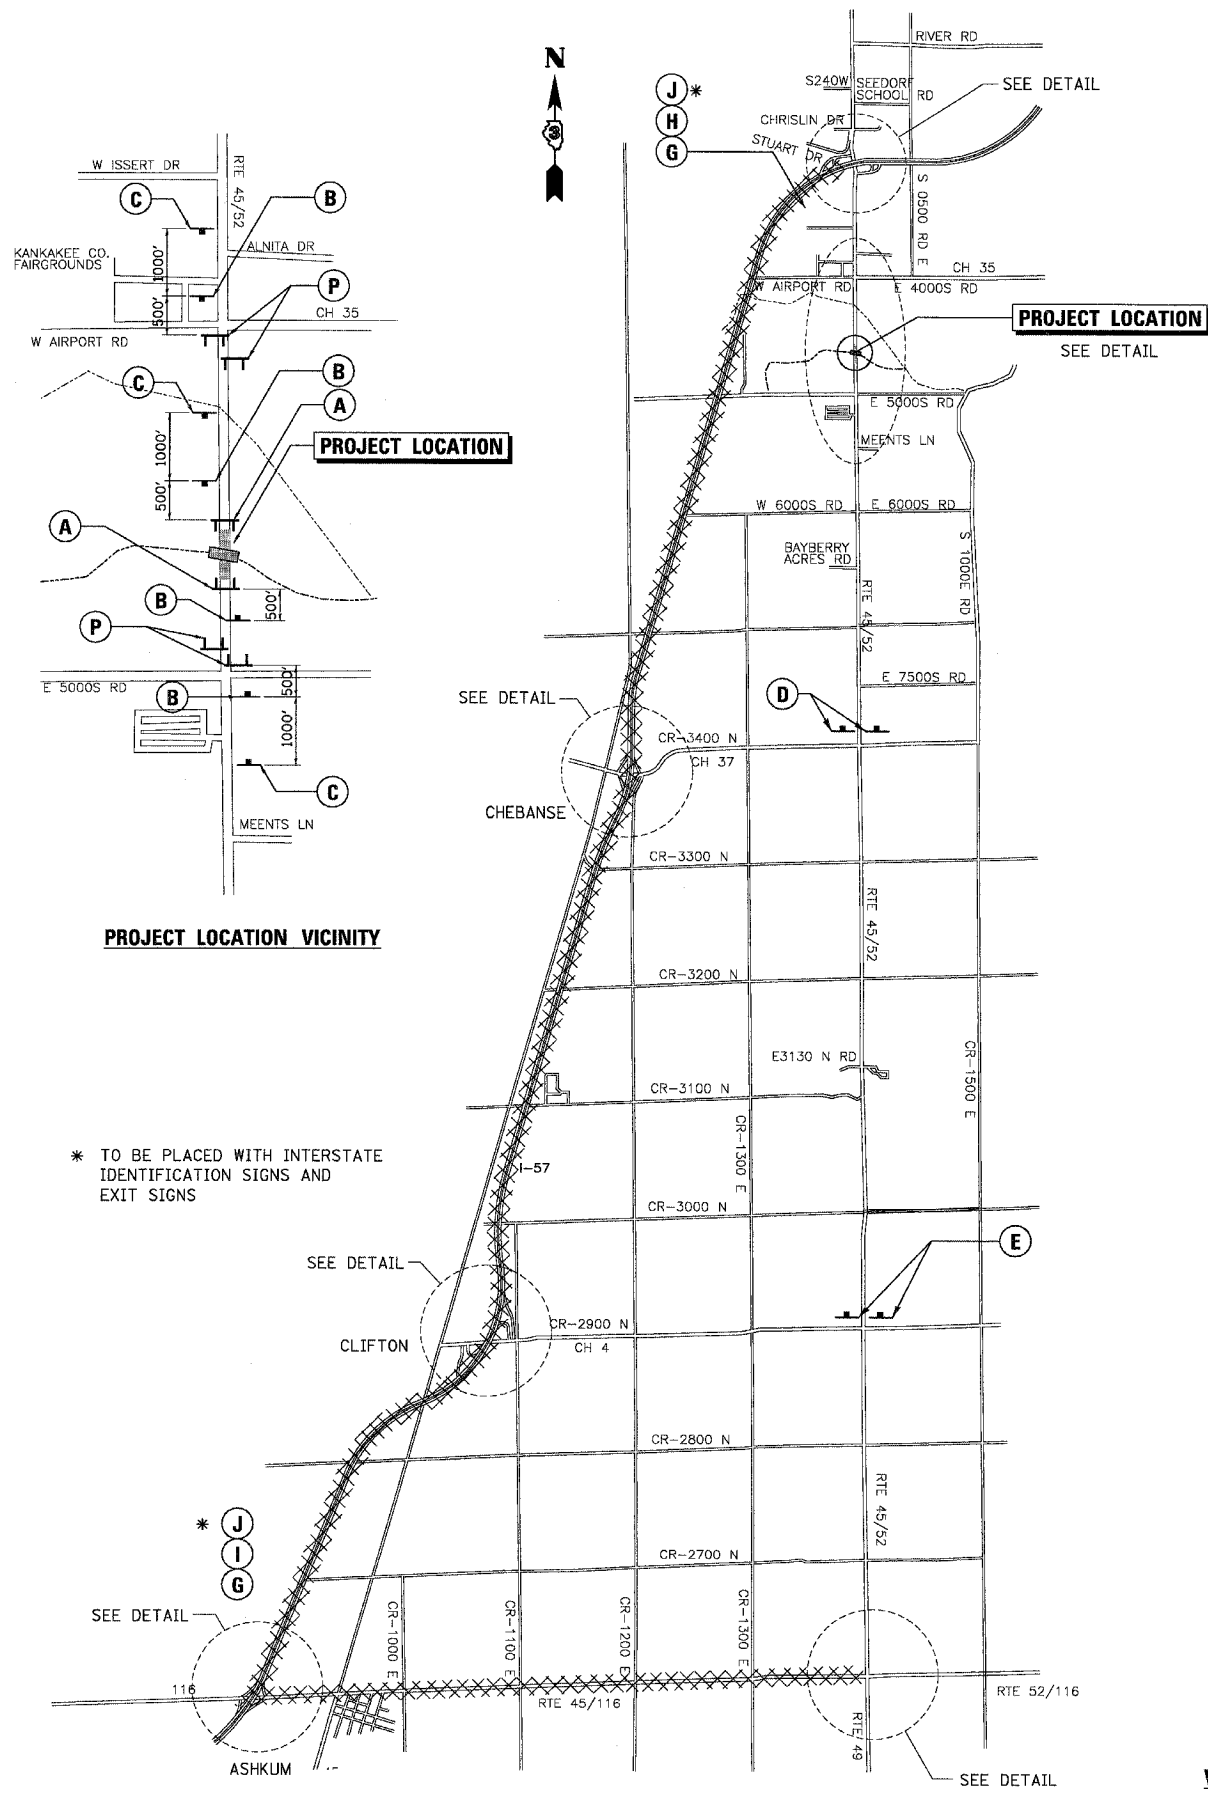 N
3
RIVER RD
S240W
SEEDORF
SCHOOL RD
SEE DETAIL
CHRISLIN DR
STUART DR
J *
H
G
S 0500 RD E
CH 35
W AIRPORT RD
E 4000S RD
PROJECT LOCATION
SEE DETAIL
E 5000S RD
MEENTS LN
W 6000S RD
E 6000S RD
BAYBERRY
ACRES RD
S 1000E RD
RTE 45/52
E 7500S RD
D
SEE DETAIL
CR-3400 N
CH 37
CHEBANSE
CR-3300 N
RTE 45/52
CR-3200 N
E3130 N RD
CR-3100 N
CR-1500 E
CR-1300 E
I-57
CR-3000 N
E
SEE DETAIL
CR-2900 N
CH 4
CLIFTON
CR-2800 N
RTE 45/52
CR-2700 N
* J
I
G
SEE DETAIL
CR-1000 E
CR-1100 E
CR-1200 E
CR-1300 E
116
RTE 45/116
RTE 52/116
RTE 49
ASHKUM
SEE DETAIL
W ISSERT DR
RTE 45/52
C
B
ALNITA DR
KANKAKEE CO.
FAIRGROUNDS
1000'
500'
P
CH 35
W AIRPORT RD
C
B
A
1000'
500'
PROJECT LOCATION
A
B
500'
P
E 5000S RD
B
500'
1000'
C
MEENTS LN
PROJECT LOCATION VICINITY
* TO BE PLACED WITH INTERSTATE
IDENTIFICATION SIGNS AND
EXIT SIGNS